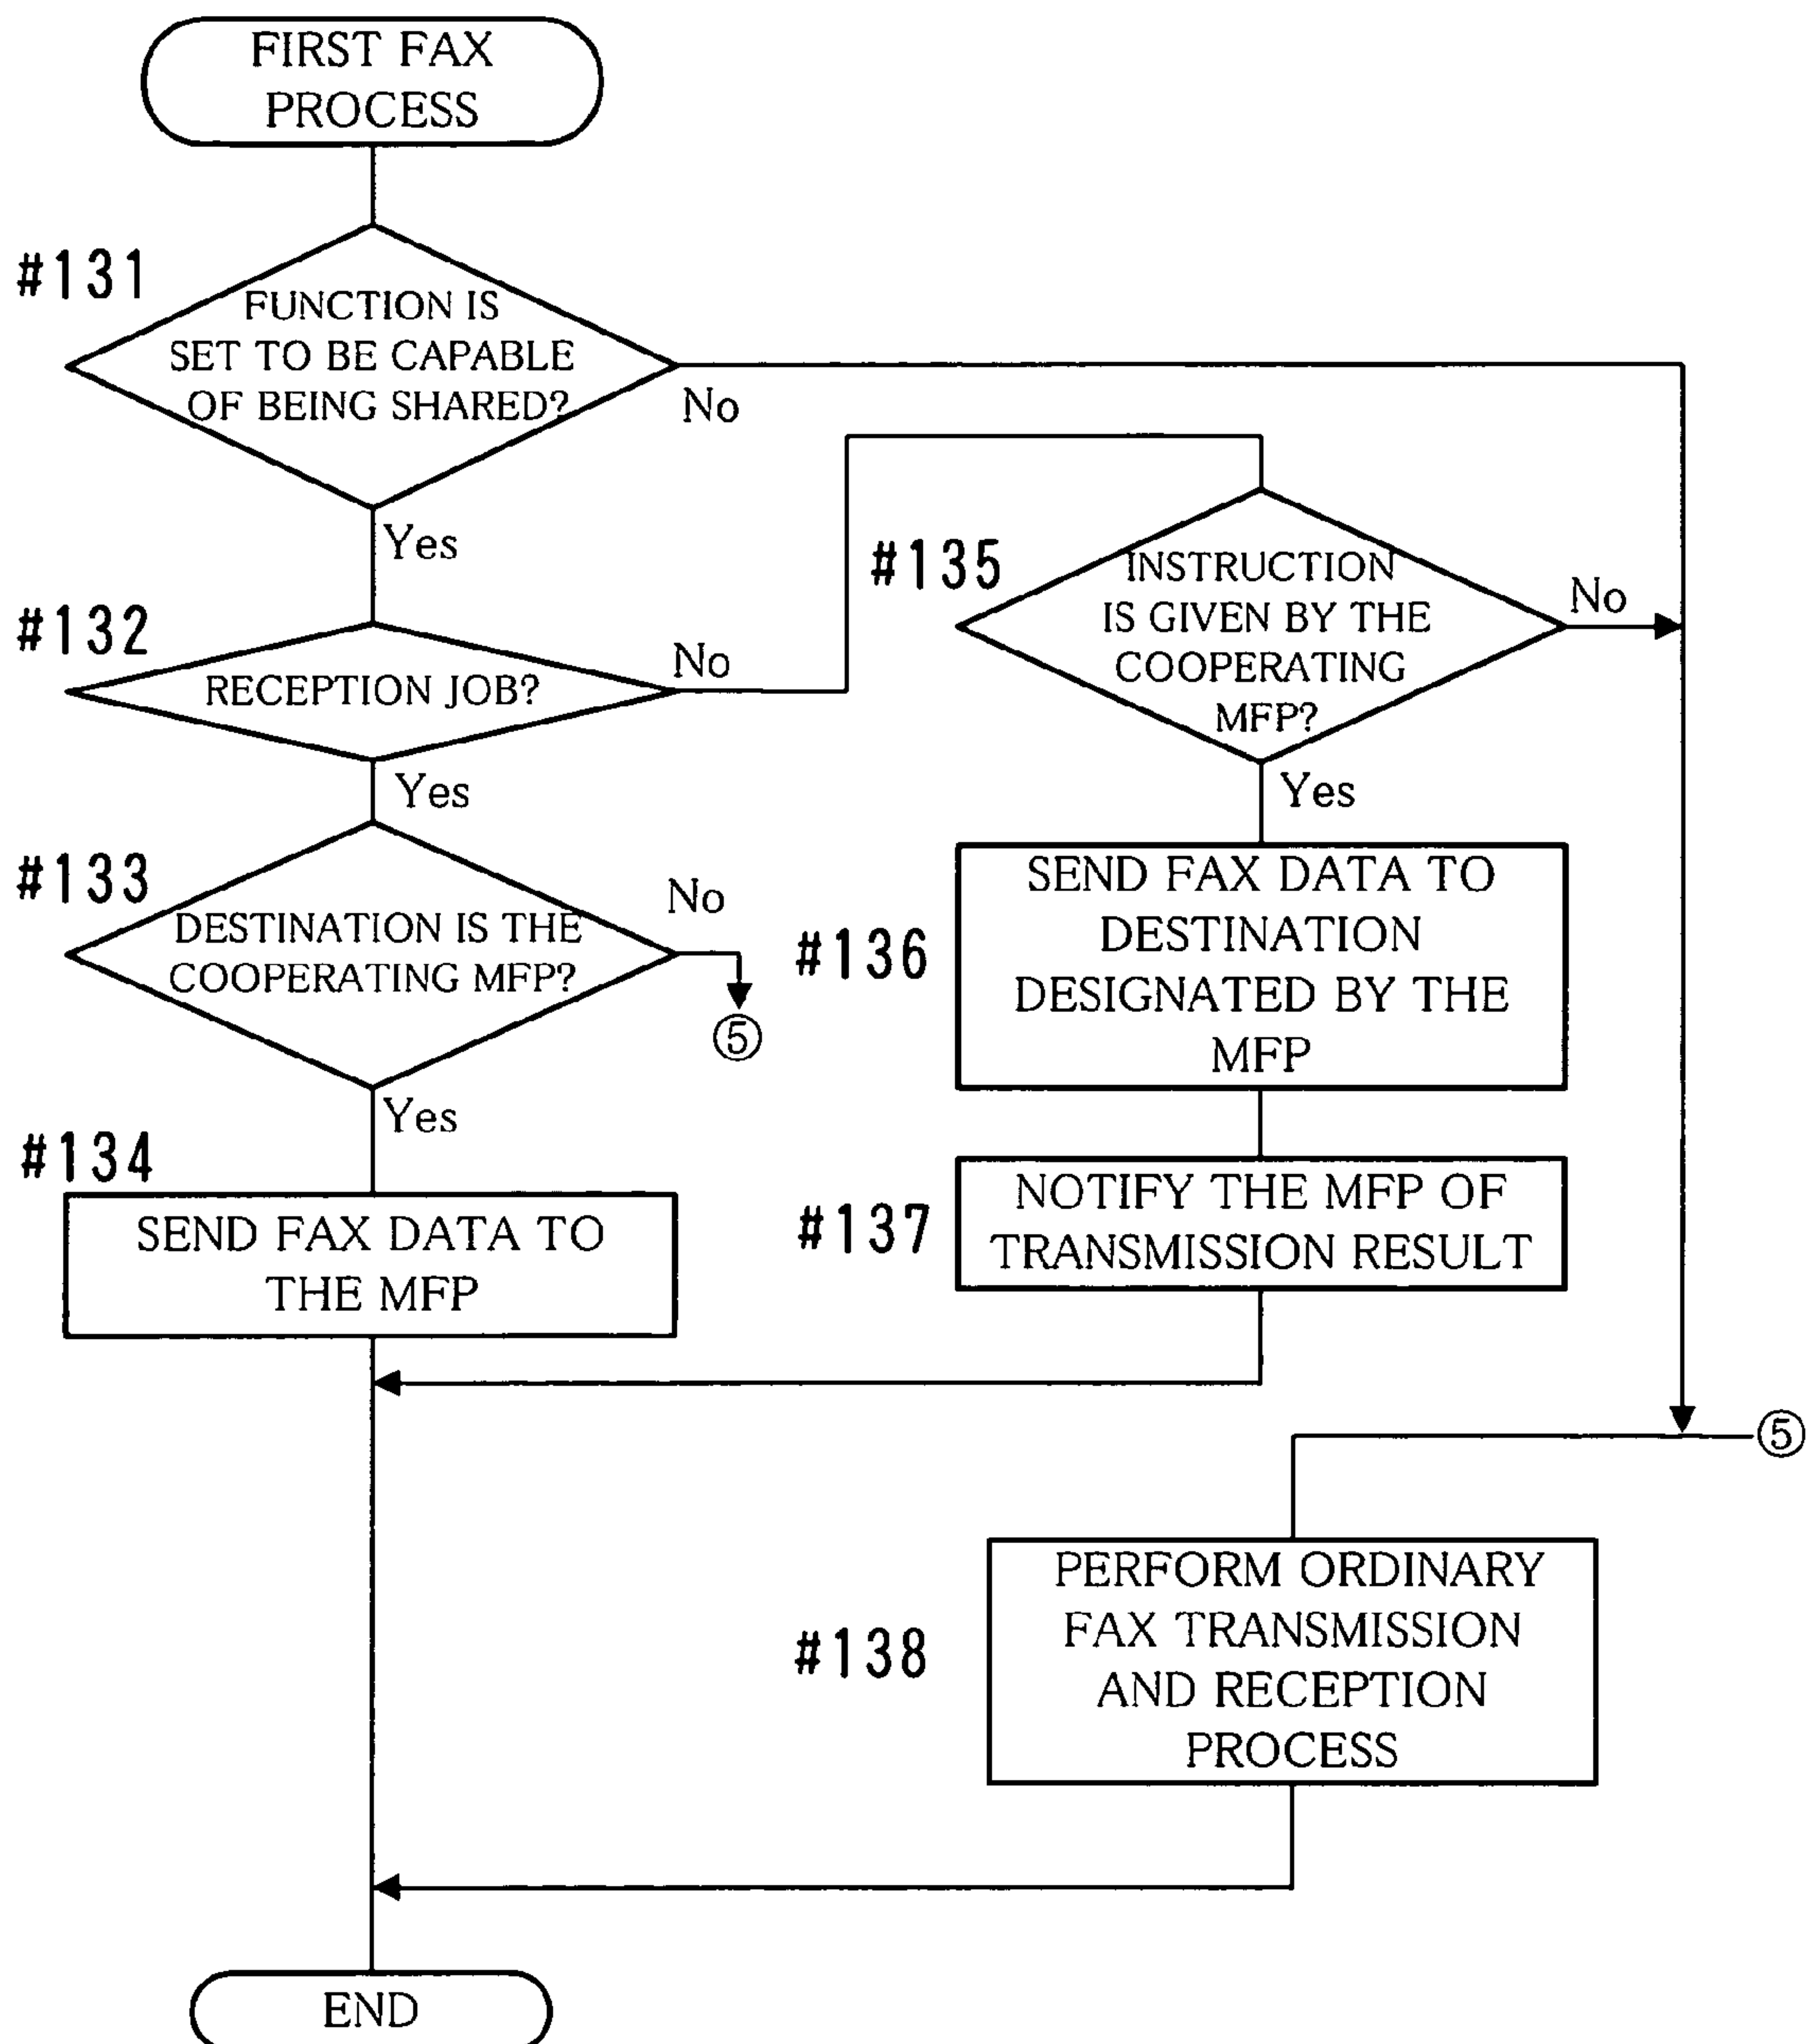 FIRST FAX
PROCESS
#131
FUNCTION IS
SET TO BE CAPABLE
OF BEING SHARED?
No
Yes
#132
RECEPTION JOB?
No
Yes
#133
DESTINATION IS THE
COOPERATING MFP?
No
⑤
Yes
#134
SEND FAX DATA TO
THE MFP
#135
INSTRUCTION
IS GIVEN BY THE
COOPERATING
MFP?
No
Yes
#136
SEND FAX DATA TO
DESTINATION
DESIGNATED BY THE
MFP
#137
NOTIFY THE MFP OF
TRANSMISSION RESULT
⑤
#138
PERFORM ORDINARY
FAX TRANSMISSION
AND RECEPTION
PROCESS
END